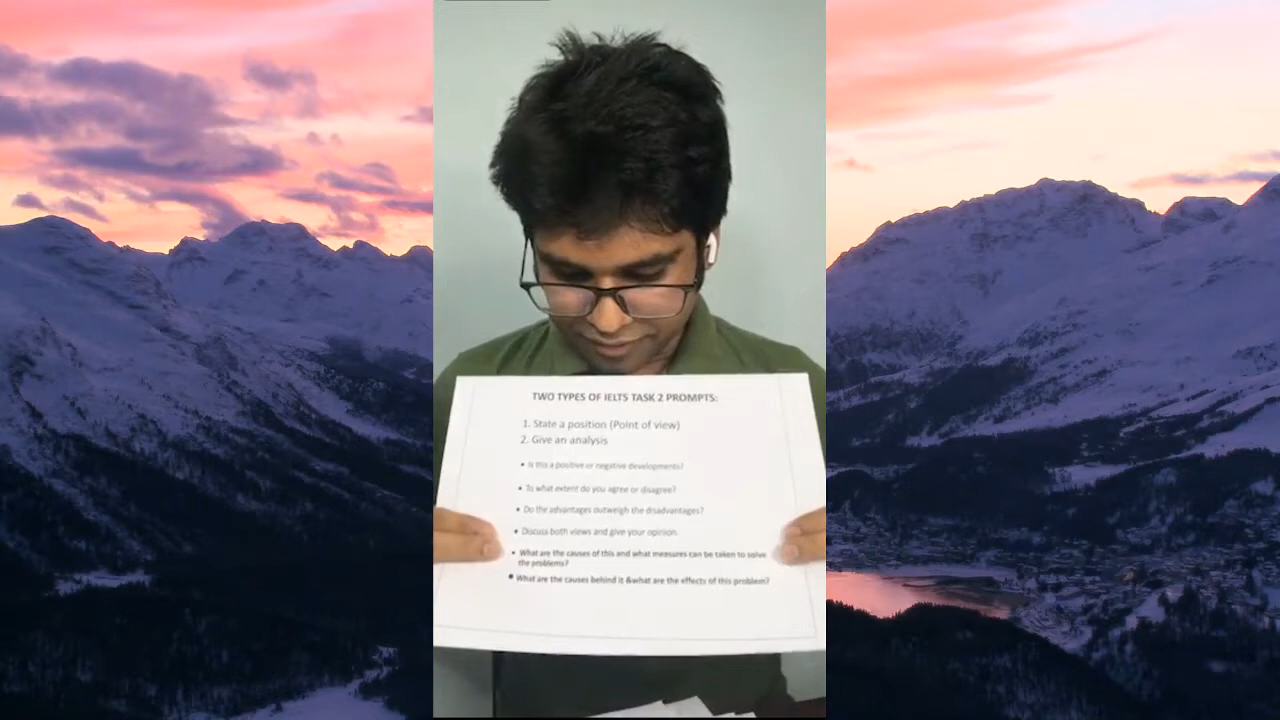 TWO TYPES OF IELTS TASK 2 PROMPTS:
1. State a position (Point of view)
2. Give an analysis
• Is this a positive or negative developments?
• To what extent do you agree or disagree?
• Do the advantages outweigh the disadvantages?
• Discuss both views and give your opinion.
• What are the causes of this and what measures can be taken to solve
the problems?
• What are the causes behind it &what are the effects of this problem?